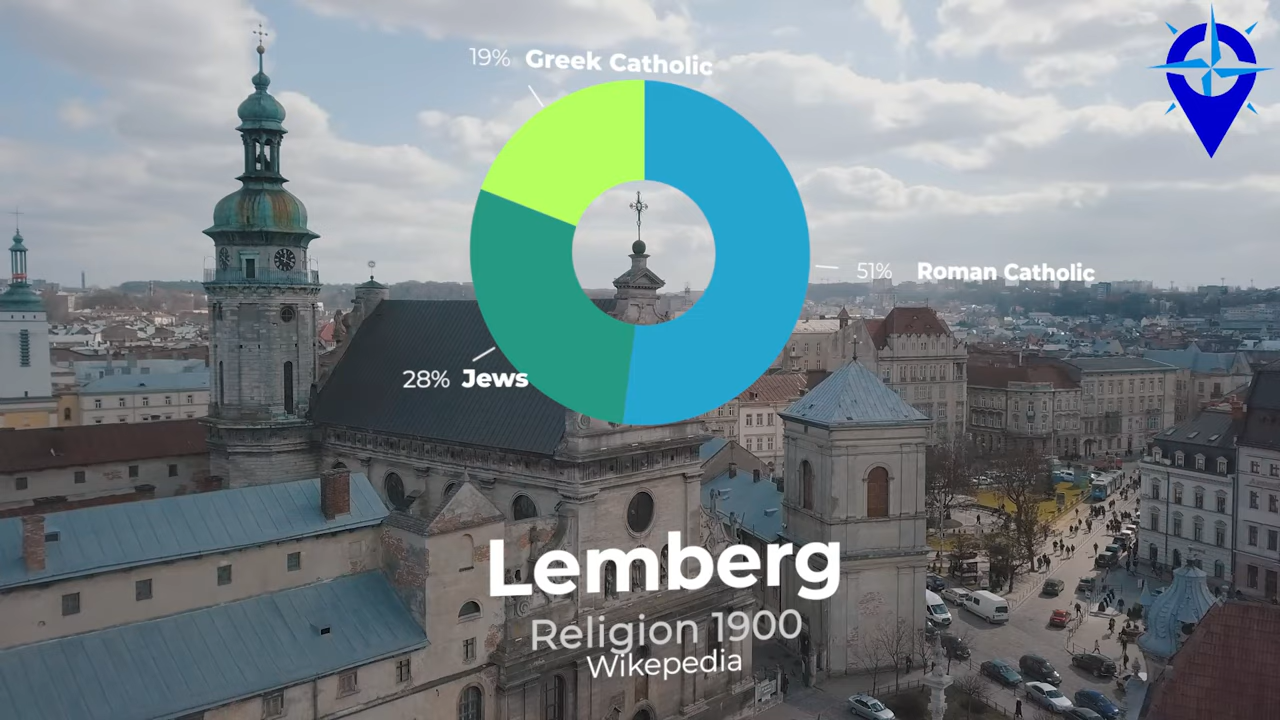 19% Greek Catholic
51% Roman Catholic
28% Jews
Lemberg
Religion 1900
Wikepedia